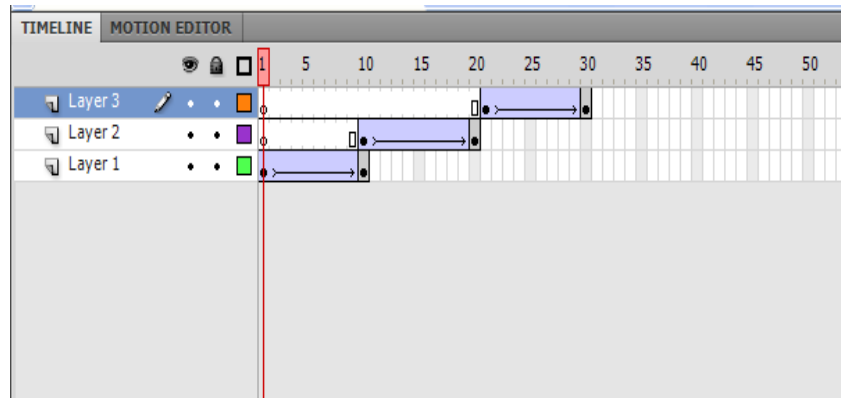 TIMELINE MOTION EDITOR
1 5 10 15 20 25 30 35 40 45 50
Layer 3
Layer 2
Layer 1